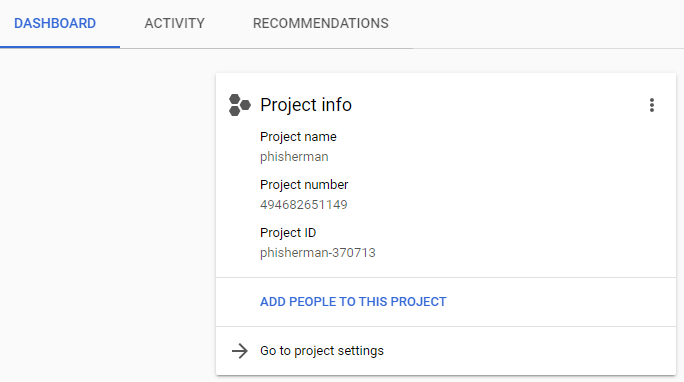 DASHBOARD ACTIVITY RECOMMENDATIONS
Project info
Project name
phisherman
Project number
494682651149
Project ID
phisherman-370713
ADD PEOPLE TO THIS PROJECT
Go to project settings